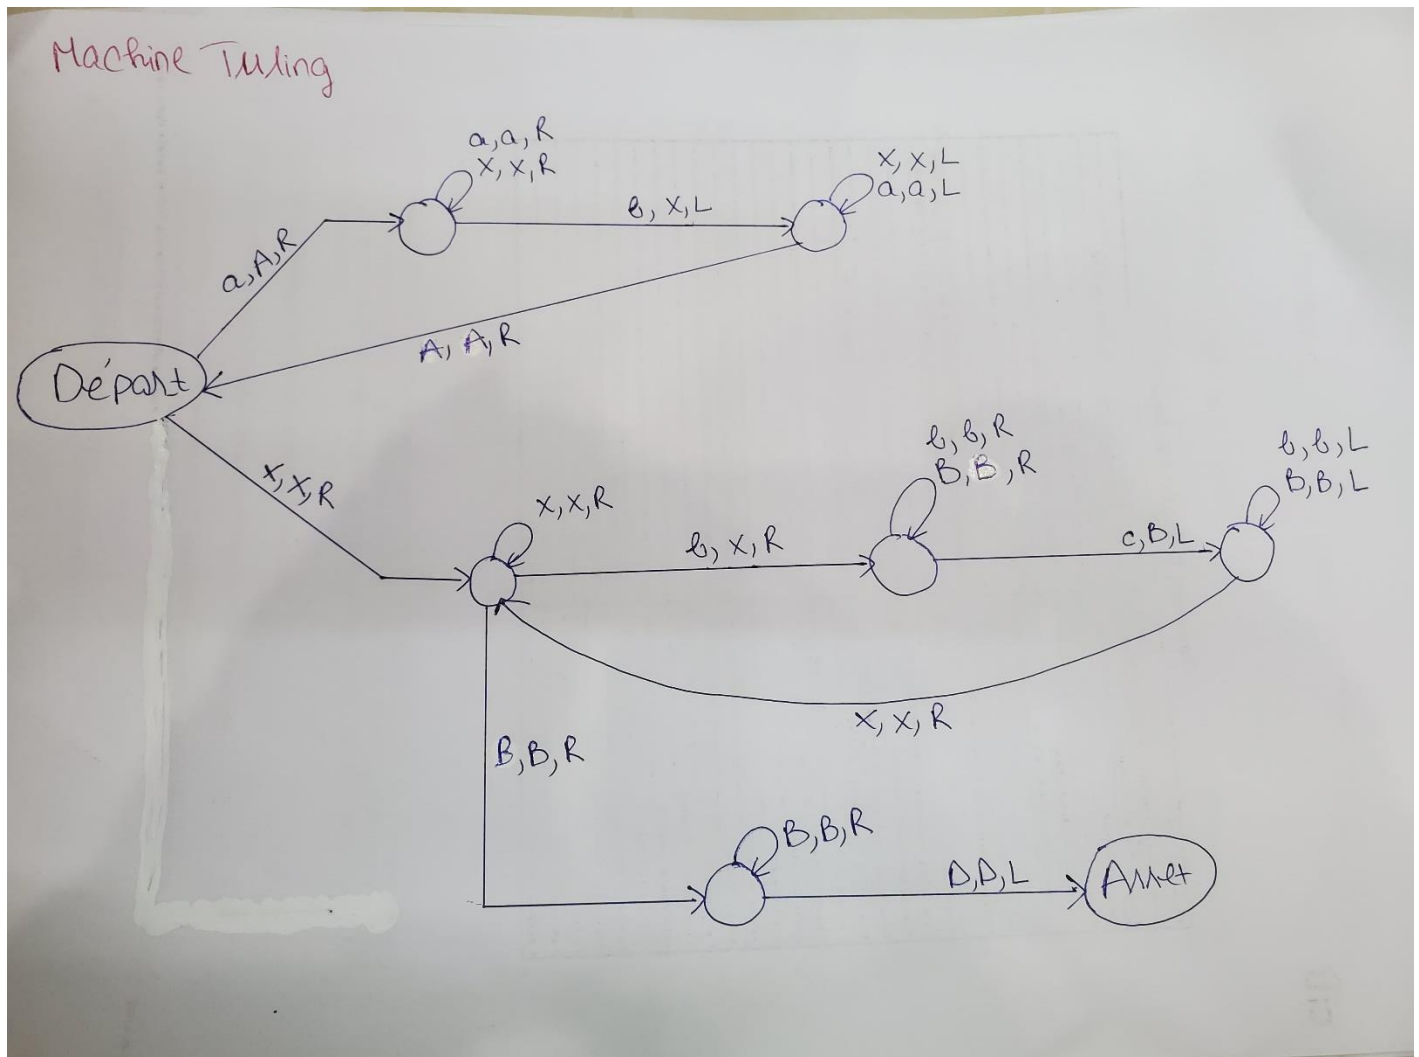 Machine Turing
a,a,R
x,x,R
b,x,L
x,x,L
a,a,L
a,A,R
A,A,R
Départ
x,x,R
x,x,R
b,x,R
b,b,R
B,B,R
c,B,L
b,b,L
B,B,L
x,x,R
B,B,R
B,B,R
D,D,L
Arret